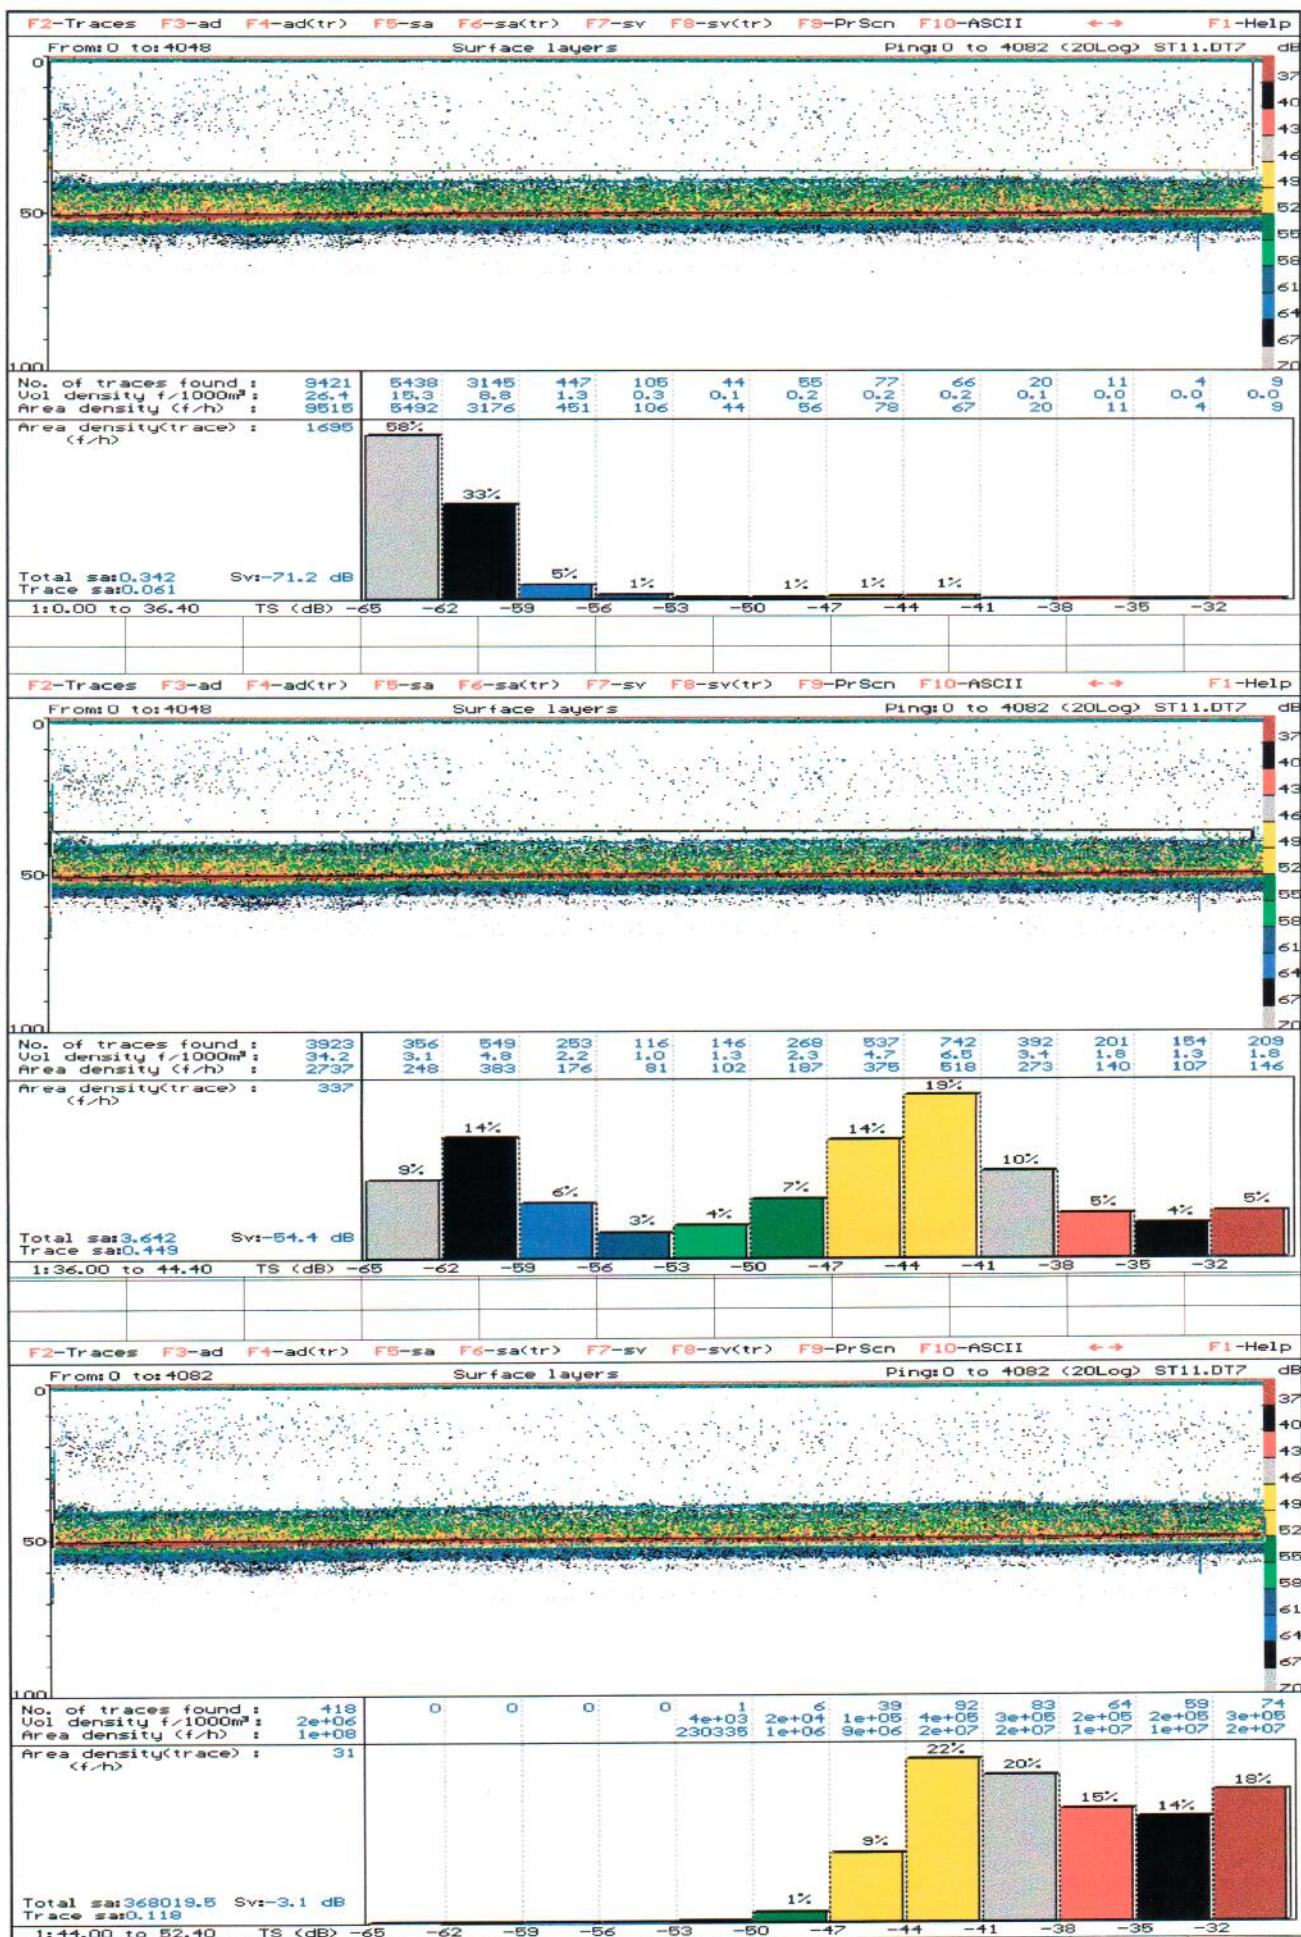 F2-Traces F3-ad F4-ad(tr) F5-sa F6-sa(tr) F7-sv F8-sv(tr) F9-PrScn F10-ASCII ←→ F1-Help
From:0 to:4048 Surface layers Ping:0 to 4082 (20Log) ST11.DT7 dB
0
37
40
43
46
49
50
52
55
58
61
64
67
100
70
No. of traces found : 9421 5438 3145 447 105 44 55 77 66 20 11 4 9
Vol density f/1000m³: 26.4 15.3 8.8 1.3 0.3 0.1 0.2 0.2 0.2 0.1 0.0 0.0 0.0
Area density (f/h) : 9515 5492 3176 451 106 44 56 78 67 20 11 4 9
Area density(trace) : 1695 58%
(f/h)
33%
5% 1% 1% 1% 1%
Total sa:0.342 Sv:-71.2 dB
Trace sa:0.061
1:0.00 to 36.40 TS (dB) -65 -62 -59 -56 -53 -50 -47 -44 -41 -38 -35 -32
F2-Traces F3-ad F4-ad(tr) F5-sa F6-sa(tr) F7-sv F8-sv(tr) F9-PrScn F10-ASCII ←→ F1-Help
From:0 to:4048 Surface layers Ping:0 to 4082 (20Log) ST11.DT7 dB
0
37
40
43
46
49
50
52
55
58
61
64
67
100
70
No. of traces found : 3923 356 549 253 116 146 268 537 742 392 201 154 209
Vol density f/1000m³: 34.2 3.1 4.8 2.2 1.0 1.3 2.3 4.7 6.5 3.4 1.8 1.3 1.8
Area density (f/h) : 2737 248 383 176 81 102 187 375 518 273 140 107 146
Area density(trace) : 337 19%
(f/h)
9% 14% 6% 3% 4% 7% 14% 10% 5% 4% 5%
Total sa:3.642 Sv:-54.4 dB
Trace sa:0.449
1:36.00 to 44.40 TS (dB) -65 -62 -59 -56 -53 -50 -47 -44 -41 -38 -35 -32
F2-Traces F3-ad F4-ad(tr) F5-sa F6-sa(tr) F7-sv F8-sv(tr) F9-PrScn F10-ASCII ←→ F1-Help
From:0 to:4082 Surface layers Ping:0 to 4082 (20Log) ST11.DT7 dB
0
37
40
43
46
49
50
52
55
58
61
64
67
100
70
No. of traces found : 418 0 0 0 0 1 6 39 92 83 64 59 74
Vol density f/1000m³: 2e+06 4e+03 2e+04 1e+05 4e+05 3e+05 2e+05 2e+05 3e+05
Area density (f/h) : 1e+08 230335 1e+06 9e+06 2e+07 2e+07 1e+07 1e+07 2e+07
Area density(trace) : 31 22%
(f/h)
1% 9% 20% 15% 14% 18%
Total sa:368019.5 Sv:-3.1 dB
Trace sa:0.118
1:44.00 to 52.40 TS (dB) -65 -62 -59 -56 -53 -50 -47 -44 -41 -38 -35 -32